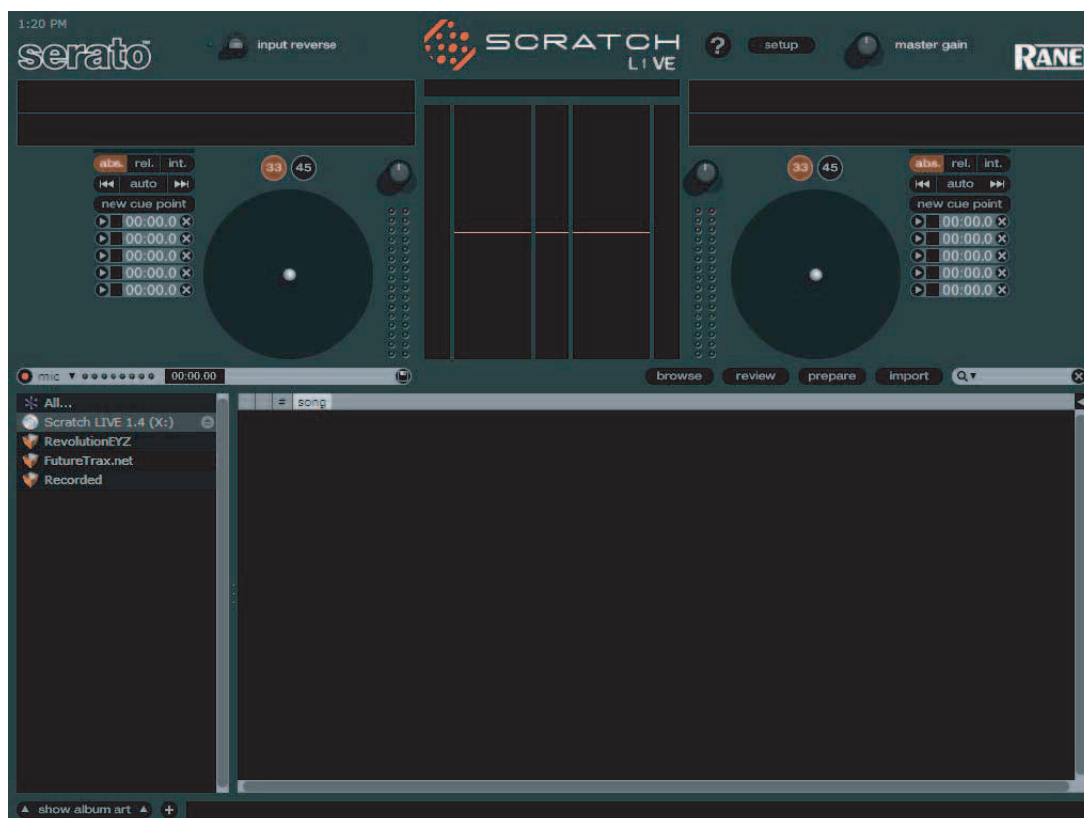 1:20 PM
serato™
input reverse
SCRATCH
L!VE
?
setup
master gain
RANE
abs. rel. int.
auto
new cue point
00:00.0
00:00.0
00:00.0
00:00.0
00:00.0
33 45
33 45
abs. rel. int.
auto
new cue point
00:00.0
00:00.0
00:00.0
00:00.0
00:00.0
mic 00:00.00
browse review prepare import
All...
Scratch LIVE 1.4 (X:)
RevolutionEYZ
FutureTrax.net
Recorded
# song
show album art +